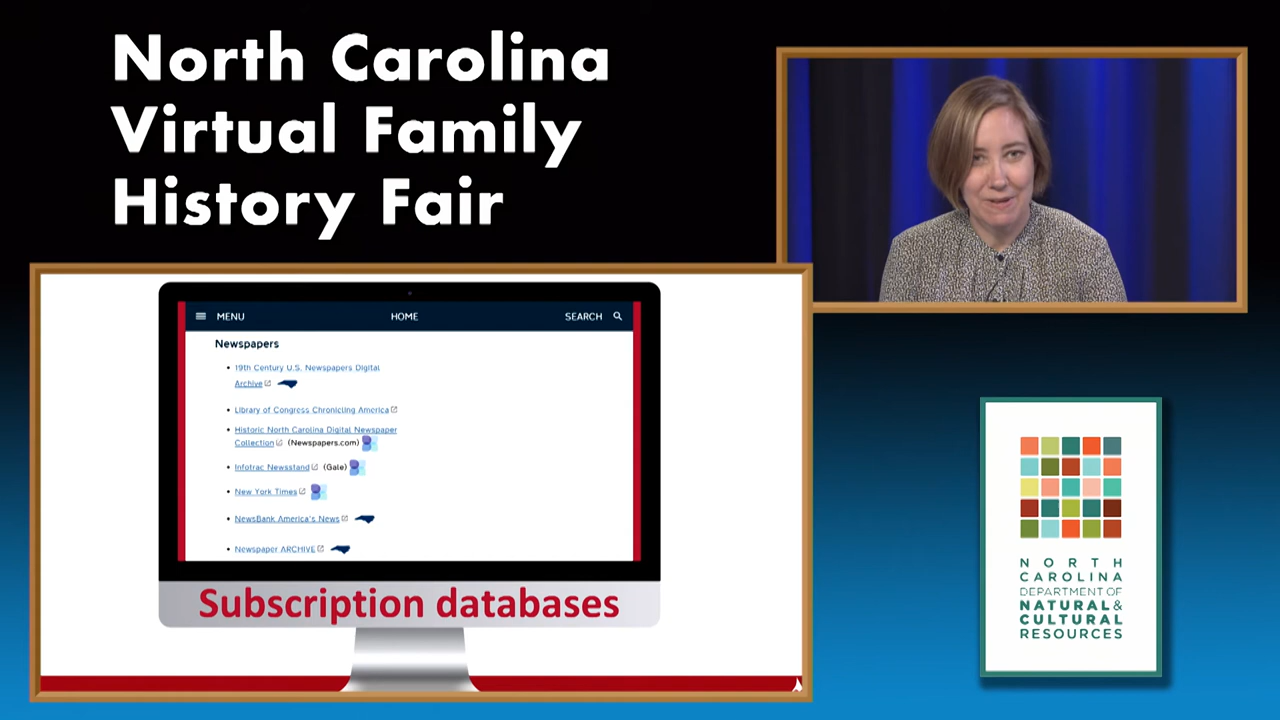 North Carolina
Virtual Family
History Fair
MENU
HOME
SEARCH
Newspapers
19th Century U.S. Newspapers Digital
Archive
Library of Congress Chronicling America
Historic North Carolina Digital Newspaper
Collection (Newspapers.com)
Infotrac Newsstand (Gale)
New York Times
NewsBank America's News
Newspaper ARCHIVE
Subscription databases
NORTH
CAROLINA
DEPARTMENT OF
NATURAL &
CULTURAL
RESOURCES